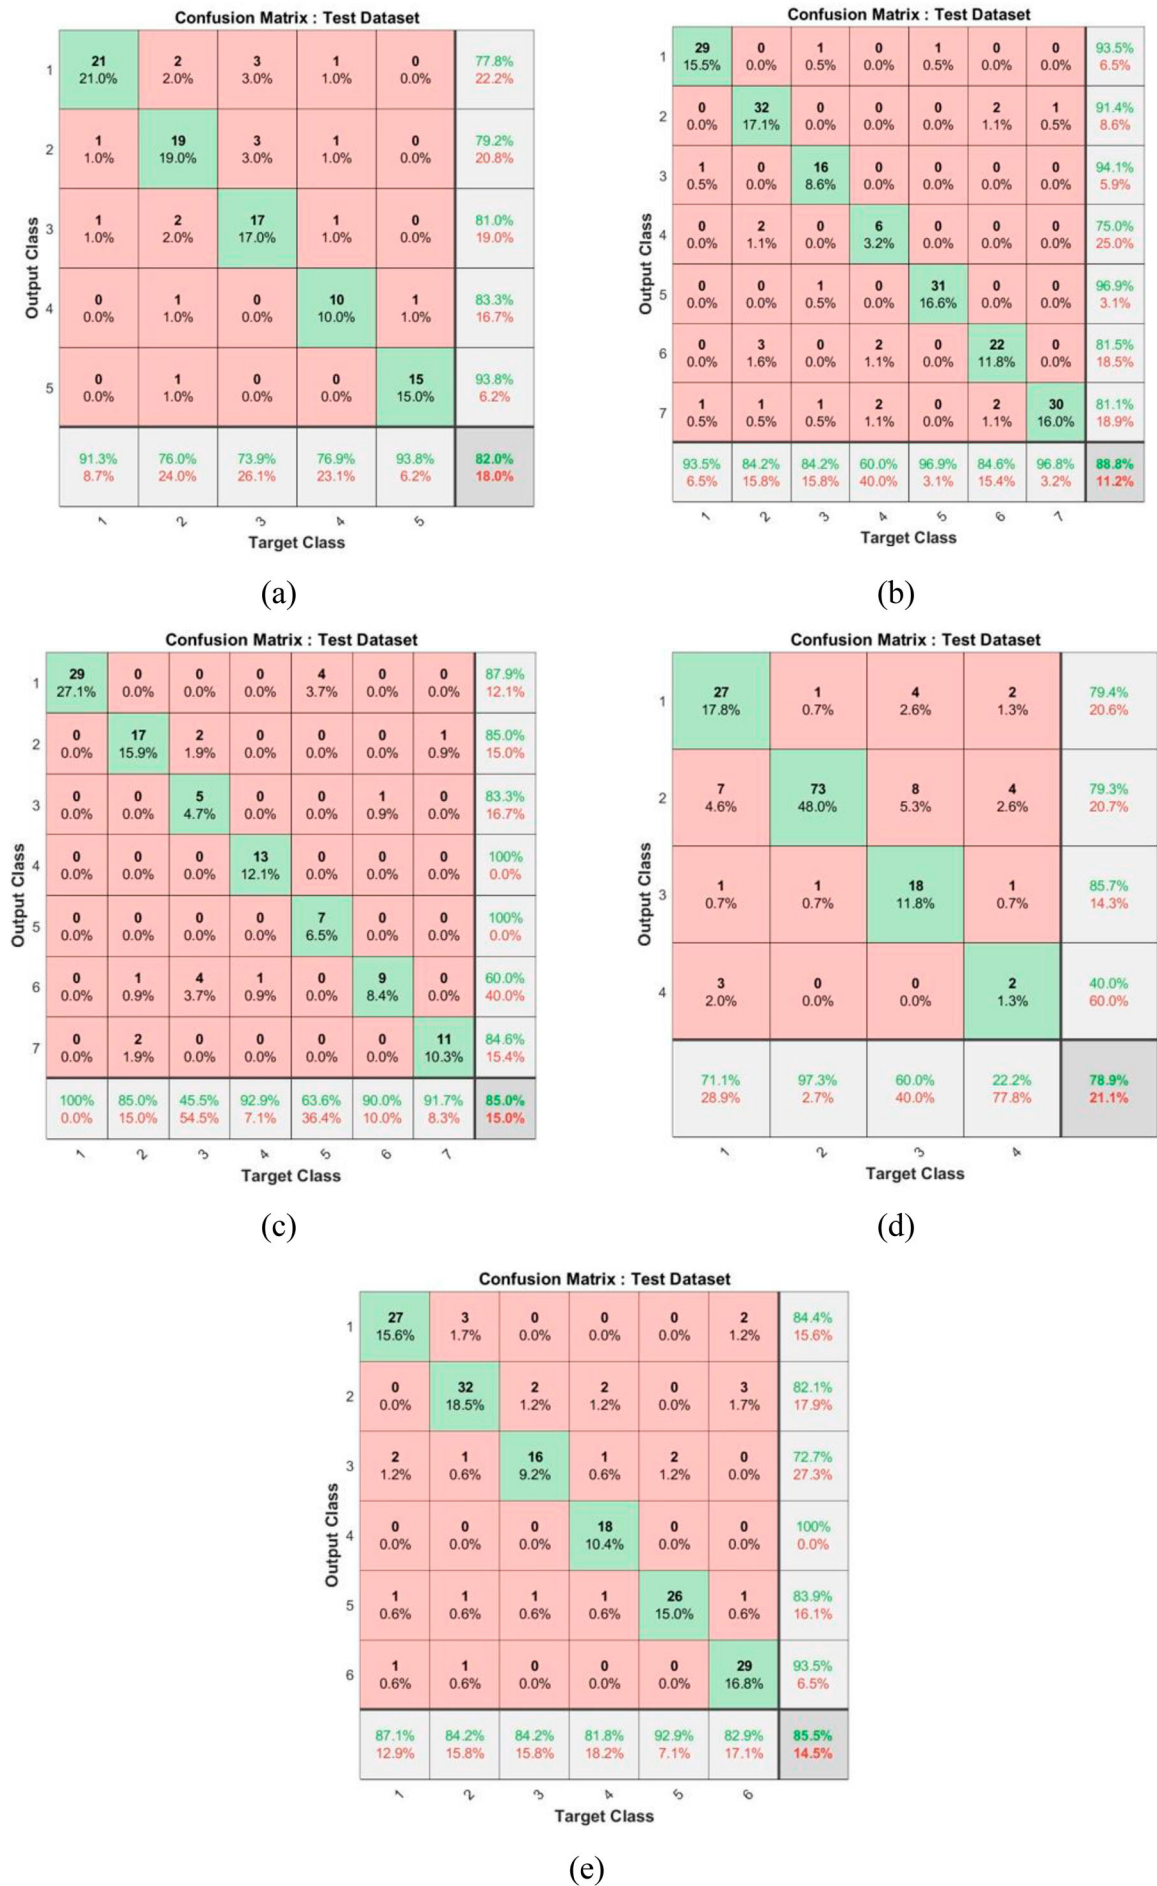 Confusion Matrix : Test Dataset
1 21 2 3 1 0 77.8%
21.0% 2.0% 3.0% 1.0% 0.0% 22.2%
2 1 19 3 1 0 79.2%
1.0% 19.0% 3.0% 1.0% 0.0% 20.8%
3 1 2 17 1 0 81.0%
1.0% 2.0% 17.0% 1.0% 0.0% 19.0%
4 0 1 0 10 1 83.3%
0.0% 1.0% 0.0% 10.0% 1.0% 16.7%
5 0 1 0 0 15 93.8%
0.0% 1.0% 0.0% 0.0% 15.0% 6.2%
91.3% 76.0% 73.9% 76.9% 93.8% 82.0%
8.7% 24.0% 26.1% 23.1% 6.2% 18.0%
1 2 3 4 5
Output Class
Target Class
(a)
Confusion Matrix : Test Dataset
1 29 0 1 0 1 0 0 93.5%
15.5% 0.0% 0.5% 0.0% 0.5% 0.0% 0.0% 6.5%
2 0 32 0 0 0 2 1 91.4%
0.0% 17.1% 0.0% 0.0% 0.0% 1.1% 0.5% 8.6%
3 1 0 16 0 0 0 0 94.1%
0.5% 0.0% 8.6% 0.0% 0.0% 0.0% 0.0% 5.9%
4 0 2 0 6 0 0 0 75.0%
0.0% 1.1% 0.0% 3.2% 0.0% 0.0% 0.0% 25.0%
5 0 0 1 0 31 0 0 96.9%
0.0% 0.0% 0.5% 0.0% 16.6% 0.0% 0.0% 3.1%
6 0 3 0 2 0 22 0 81.5%
0.0% 1.6% 0.0% 1.1% 0.0% 11.8% 0.0% 18.5%
7 1 1 1 2 0 2 30 81.1%
0.5% 0.5% 0.5% 1.1% 0.0% 1.1% 16.0% 18.9%
93.5% 84.2% 84.2% 60.0% 96.9% 84.6% 96.8% 88.8%
6.5% 15.8% 15.8% 40.0% 3.1% 15.4% 3.2% 11.2%
1 2 3 4 5 6 7
Output Class
Target Class
(b)
Confusion Matrix : Test Dataset
1 29 0 0 0 4 0 0 87.9%
27.1% 0.0% 0.0% 0.0% 3.7% 0.0% 0.0% 12.1%
2 0 17 2 0 0 0 1 85.0%
0.0% 15.9% 1.9% 0.0% 0.0% 0.0% 0.9% 15.0%
3 0 0 5 0 0 1 0 83.3%
0.0% 0.0% 4.7% 0.0% 0.0% 0.9% 0.0% 16.7%
4 0 0 0 13 0 0 0 100%
0.0% 0.0% 0.0% 12.1% 0.0% 0.0% 0.0% 0.0%
5 0 0 0 0 7 0 0 100%
0.0% 0.0% 0.0% 0.0% 6.5% 0.0% 0.0% 0.0%
6 0 1 4 1 0 9 0 60.0%
0.0% 0.9% 3.7% 0.9% 0.0% 8.4% 0.0% 40.0%
7 0 2 0 0 0 0 11 84.6%
0.0% 1.9% 0.0% 0.0% 0.0% 0.0% 10.3% 15.4%
100% 85.0% 45.5% 92.9% 63.6% 90.0% 91.7% 85.0%
0.0% 15.0% 54.5% 7.1% 36.4% 10.0% 8.3% 15.0%
1 2 3 4 5 6 7
Output Class
Target Class
(c)
Confusion Matrix : Test Dataset
1 27 1 4 2 79.4%
17.8% 0.7% 2.6% 1.3% 20.6%
2 7 73 8 4 79.3%
4.6% 48.0% 5.3% 2.6% 20.7%
3 1 1 18 1 85.7%
0.7% 0.7% 11.8% 0.7% 14.3%
4 3 0 0 2 40.0%
2.0% 0.0% 0.0% 1.3% 60.0%
71.1% 97.3% 60.0% 22.2% 78.9%
28.9% 2.7% 40.0% 77.8% 21.1%
1 2 3 4
Output Class
Target Class
(d)
Confusion Matrix : Test Dataset
1 27 3 0 0 0 2 84.4%
15.6% 1.7% 0.0% 0.0% 0.0% 1.2% 15.6%
2 0 32 2 2 0 3 82.1%
0.0% 18.5% 1.2% 1.2% 0.0% 1.7% 17.9%
3 2 1 16 1 2 0 72.7%
1.2% 0.6% 9.2% 0.6% 1.2% 0.0% 27.3%
4 0 0 0 18 0 0 100%
0.0% 0.0% 0.0% 10.4% 0.0% 0.0% 0.0%
5 1 1 1 1 26 1 83.9%
0.6% 0.6% 0.6% 0.6% 15.0% 0.6% 16.1%
6 1 1 0 0 0 29 93.5%
0.6% 0.6% 0.0% 0.0% 0.0% 16.8% 6.5%
87.1% 84.2% 84.2% 81.8% 92.9% 82.9% 85.5%
12.9% 15.8% 15.8% 18.2% 7.1% 17.1% 14.5%
1 2 3 4 5 6
Output Class
Target Class
(e)